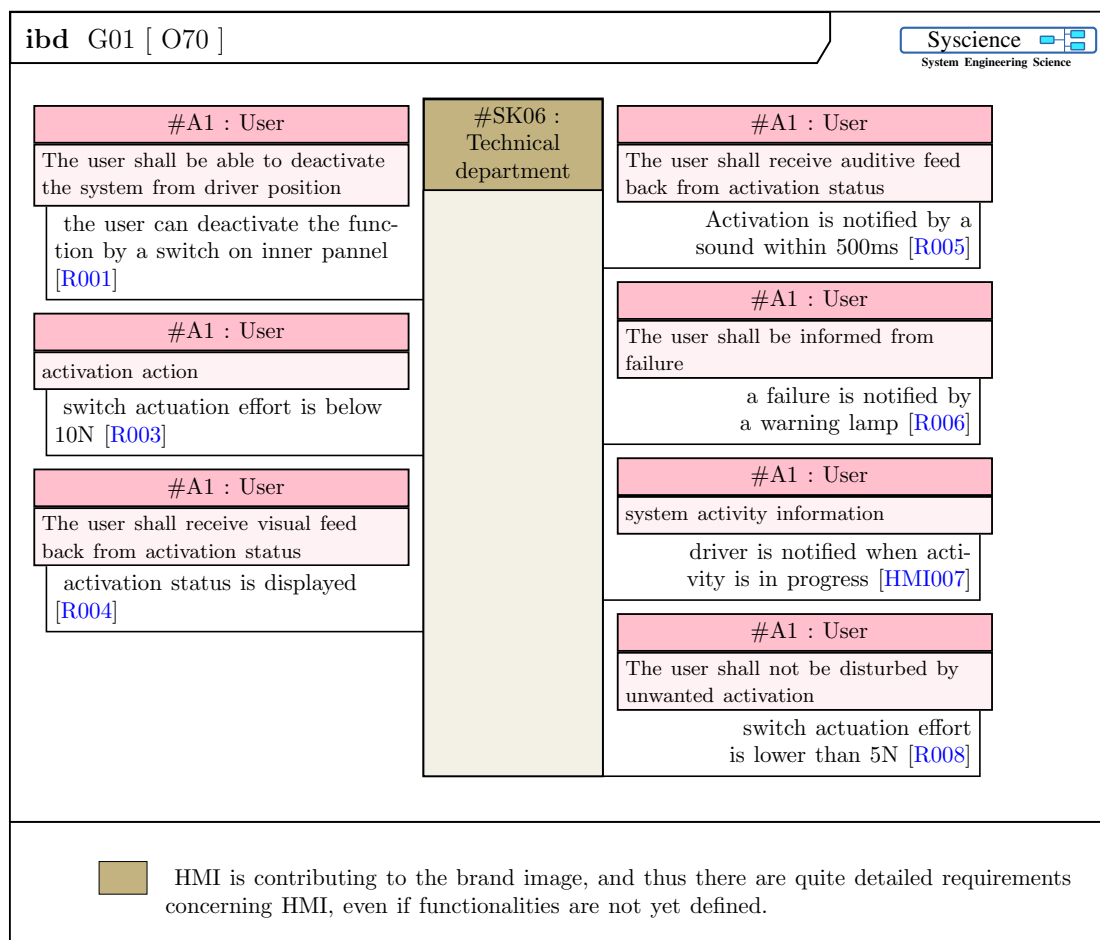 ibd G01 [ O70 ]
Syscience
System Engineering Science
#A1 : User
The user shall be able to deactivate
the system from driver position
the user can deactivate the func-
tion by a switch on inner pannel
[R001]
#A1 : User
activation action
switch actuation effort is below
10N [R003]
#A1 : User
The user shall receive visual feed
back from activation status
activation status is displayed
[R004]
#SK06 :
Technical
department
#A1 : User
The user shall receive auditive feed
back from activation status
Activation is notified by a
sound within 500ms [R005]
#A1 : User
The user shall be informed from
failure
a failure is notified by
a warning lamp [R006]
#A1 : User
system activity information
driver is notified when acti-
vity is in progress [HMI007]
#A1 : User
The user shall not be disturbed by
unwanted activation
switch actuation effort
is lower than 5N [R008]
HMI is contributing to the brand image, and thus there are quite detailed requirements
concerning HMI, even if functionalities are not yet defined.